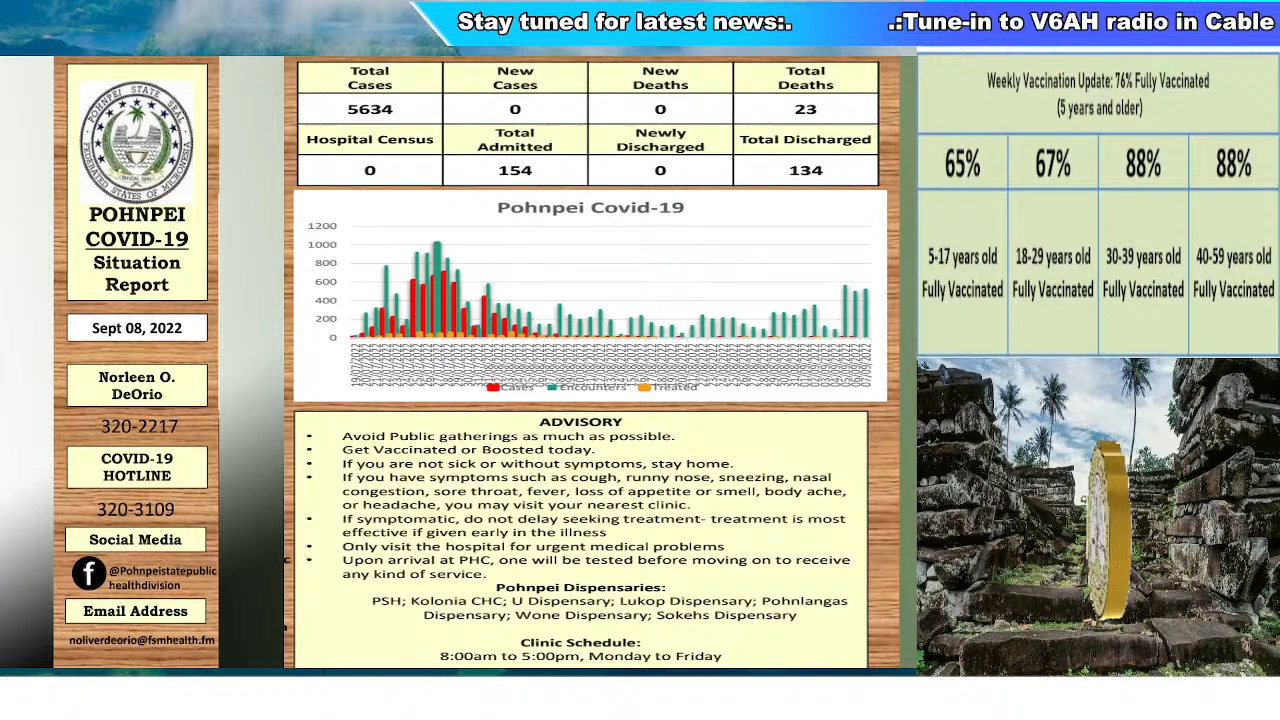 Stay tuned for latest news:.
.:Tune-in to V6AH radio in Cable
POHNPEI STATE SEAL
FEDERATED STATES OF MICRONESIA
POHNPEI
COVID-19
Situation
Report
Sept 08, 2022
Norleen O.
DeOrio
320-2217
COVID-19
HOTLINE
320-3109
Social Media
f
@Pohnpeistatepublic
healthdivision
Email Address
noliverdeorio@fsmhealth.fm
Total Cases
New Cases
New Deaths
Total Deaths
5634
0
0
23
Hospital Census
Total Admitted
Newly Discharged
Total Discharged
0
154
0
134
Pohnpei Covid-19
1200
1000
800
600
400
200
0
Cases
Encounters
Treated
ADVISORY
• Avoid Public gatherings as much as possible.
• Get Vaccinated or Boosted today.
• If you are not sick or without symptoms, stay home.
• If you have symptoms such as cough, runny nose, sneezing, nasal
congestion, sore throat, fever, loss of appetite or smell, body ache,
or headache, you may visit your nearest clinic.
• If symptomatic, do not delay seeking treatment- treatment is most
effective if given early in the illness
• Only visit the hospital for urgent medical problems
• Upon arrival at PHC, one will be tested before moving on to receive
any kind of service.
Pohnpei Dispensaries:
PSH; Kolonia CHC; U Dispensary; Lukop Dispensary; Pohnlangas
Dispensary; Wone Dispensary; Sokehs Dispensary
Clinic Schedule:
8:00am to 5:00pm, Monday to Friday
Weekly Vaccination Update: 76% Fully Vaccinated
(5 years and older)
65%
67%
88%
88%
5-17 years old
Fully Vaccinated
18-29 years old
Fully Vaccinated
30-39 years old
Fully Vaccinated
40-59 years old
Fully Vaccinated